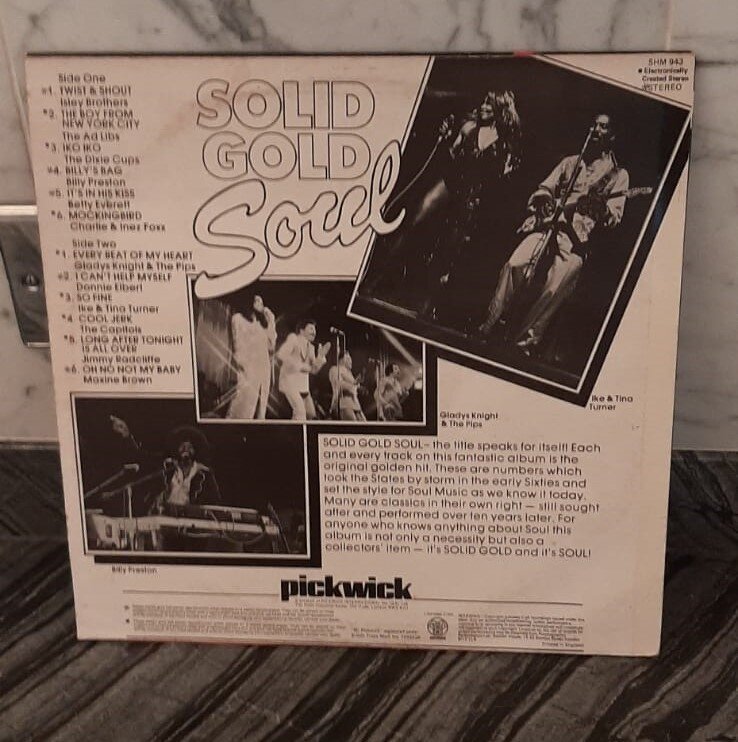 SHM 943
Electronically
Created Stereo
STEREO
SOLID
GOLD
Soul
Side One
1. TWIST & SHOUT
Isley Brothers
*2. THE BOY FROM
NEW YORK CITY
The Ad Libs
*3. IKO IKO
The Dixie Cups
4. BILLY'S BAG
Billy Preston
5. IT'S IN HIS KISS
Betty Everett
*6. MOCKINGBIRD
Charlie & Inez Foxx
Side Two
*1. EVERY BEAT OF MY HEART
Gladys Knight & The Pips
2. I CAN'T HELP MYSELF
Donnie Elbert
*3. SO FINE
Ike & Tina Turner
*4. COOL JERK
The Capitols
*5. LONG AFTER TONIGHT
IS ALL OVER
Jimmy Radcliffe
6. OH NO NOT MY BABY
Maxine Brown
Ike & Tina
Turner
Gladys Knight
& The Pips
SOLID GOLD SOUL– the title speaks for itself! Each
and every track on this fantastic album is the
original golden hit. These are numbers which
took the States by storm in the early Sixties and
set the style for Soul Music as we know it today.
Many are classics in their own right – still sought
after and performed over ten years later. For
anyone who knows anything about Soul this
album is not only a necessity but also a
collectors' item – it's SOLID GOLD and it's SOUL!
Billy Preston
pickwick